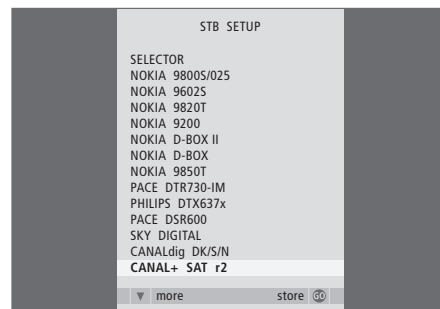 STB SETUP
SELECTOR
NOKIA 9800S/025
NOKIA 9602S
NOKIA 9820T
NOKIA 9200
NOKIA D-BOX II
NOKIA D-BOX
NOKIA 9850T
PACE DTR730-IM
PHILIPS DTX637x
PACE DSR600
SKY DIGITAL
CANALdig DK/S/N
CANAL+ SAT r2
more store GO